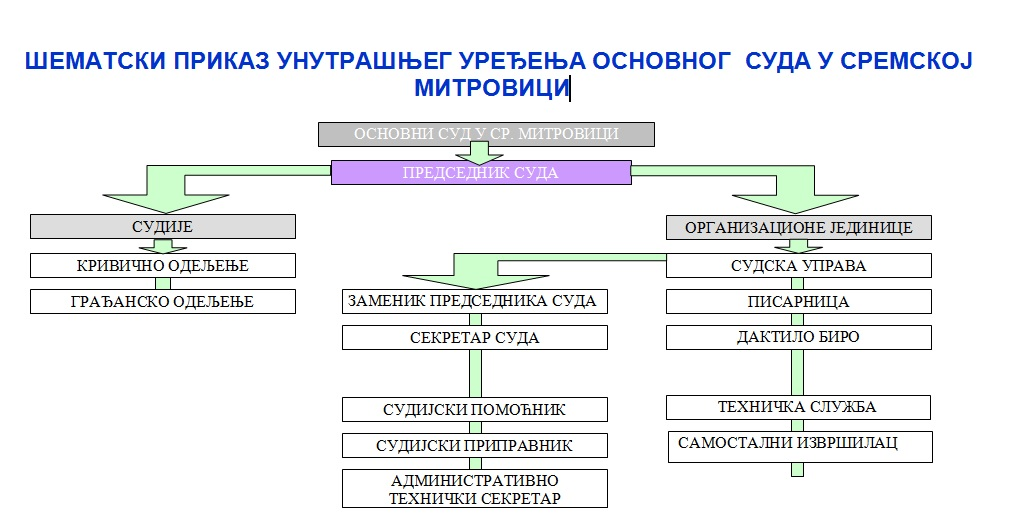 ШЕМАТСКИ ПРИКАЗ УНУТРАШЊЕГ УРЕЂЕЊА ОСНОВНОГ СУДА У СРЕМСКОЈ
МИТРОВИЦИ
ОСНОВНИ СУД У СР. МИТРОВИЦИ
ПРЕДСЕДНИК СУДА
СУДИЈЕ
КРИВИЧНО ОДЕЉЕЊЕ
ГРАЂАНСКО ОДЕЉЕЊЕ
ЗАМЕНИК ПРЕДСЕДНИКА СУДА
СЕКРЕТАР СУДА
СУДИЈСКИ ПОМОЋНИК
СУДИЈСКИ ПРИПРАВНИК
АДМИНИСТРАТИВНО
ТЕХНИЧКИ СЕКРЕТАР
ОРГАНИЗАЦИОНЕ ЈЕДИНИЦЕ
СУДСКА УПРАВА
ПИСАРНИЦА
ДАКТИЛО БИРО
ТЕХНИЧКА СЛУЖБА
САМОСТАЛНИ ИЗВРШИЛАЦ